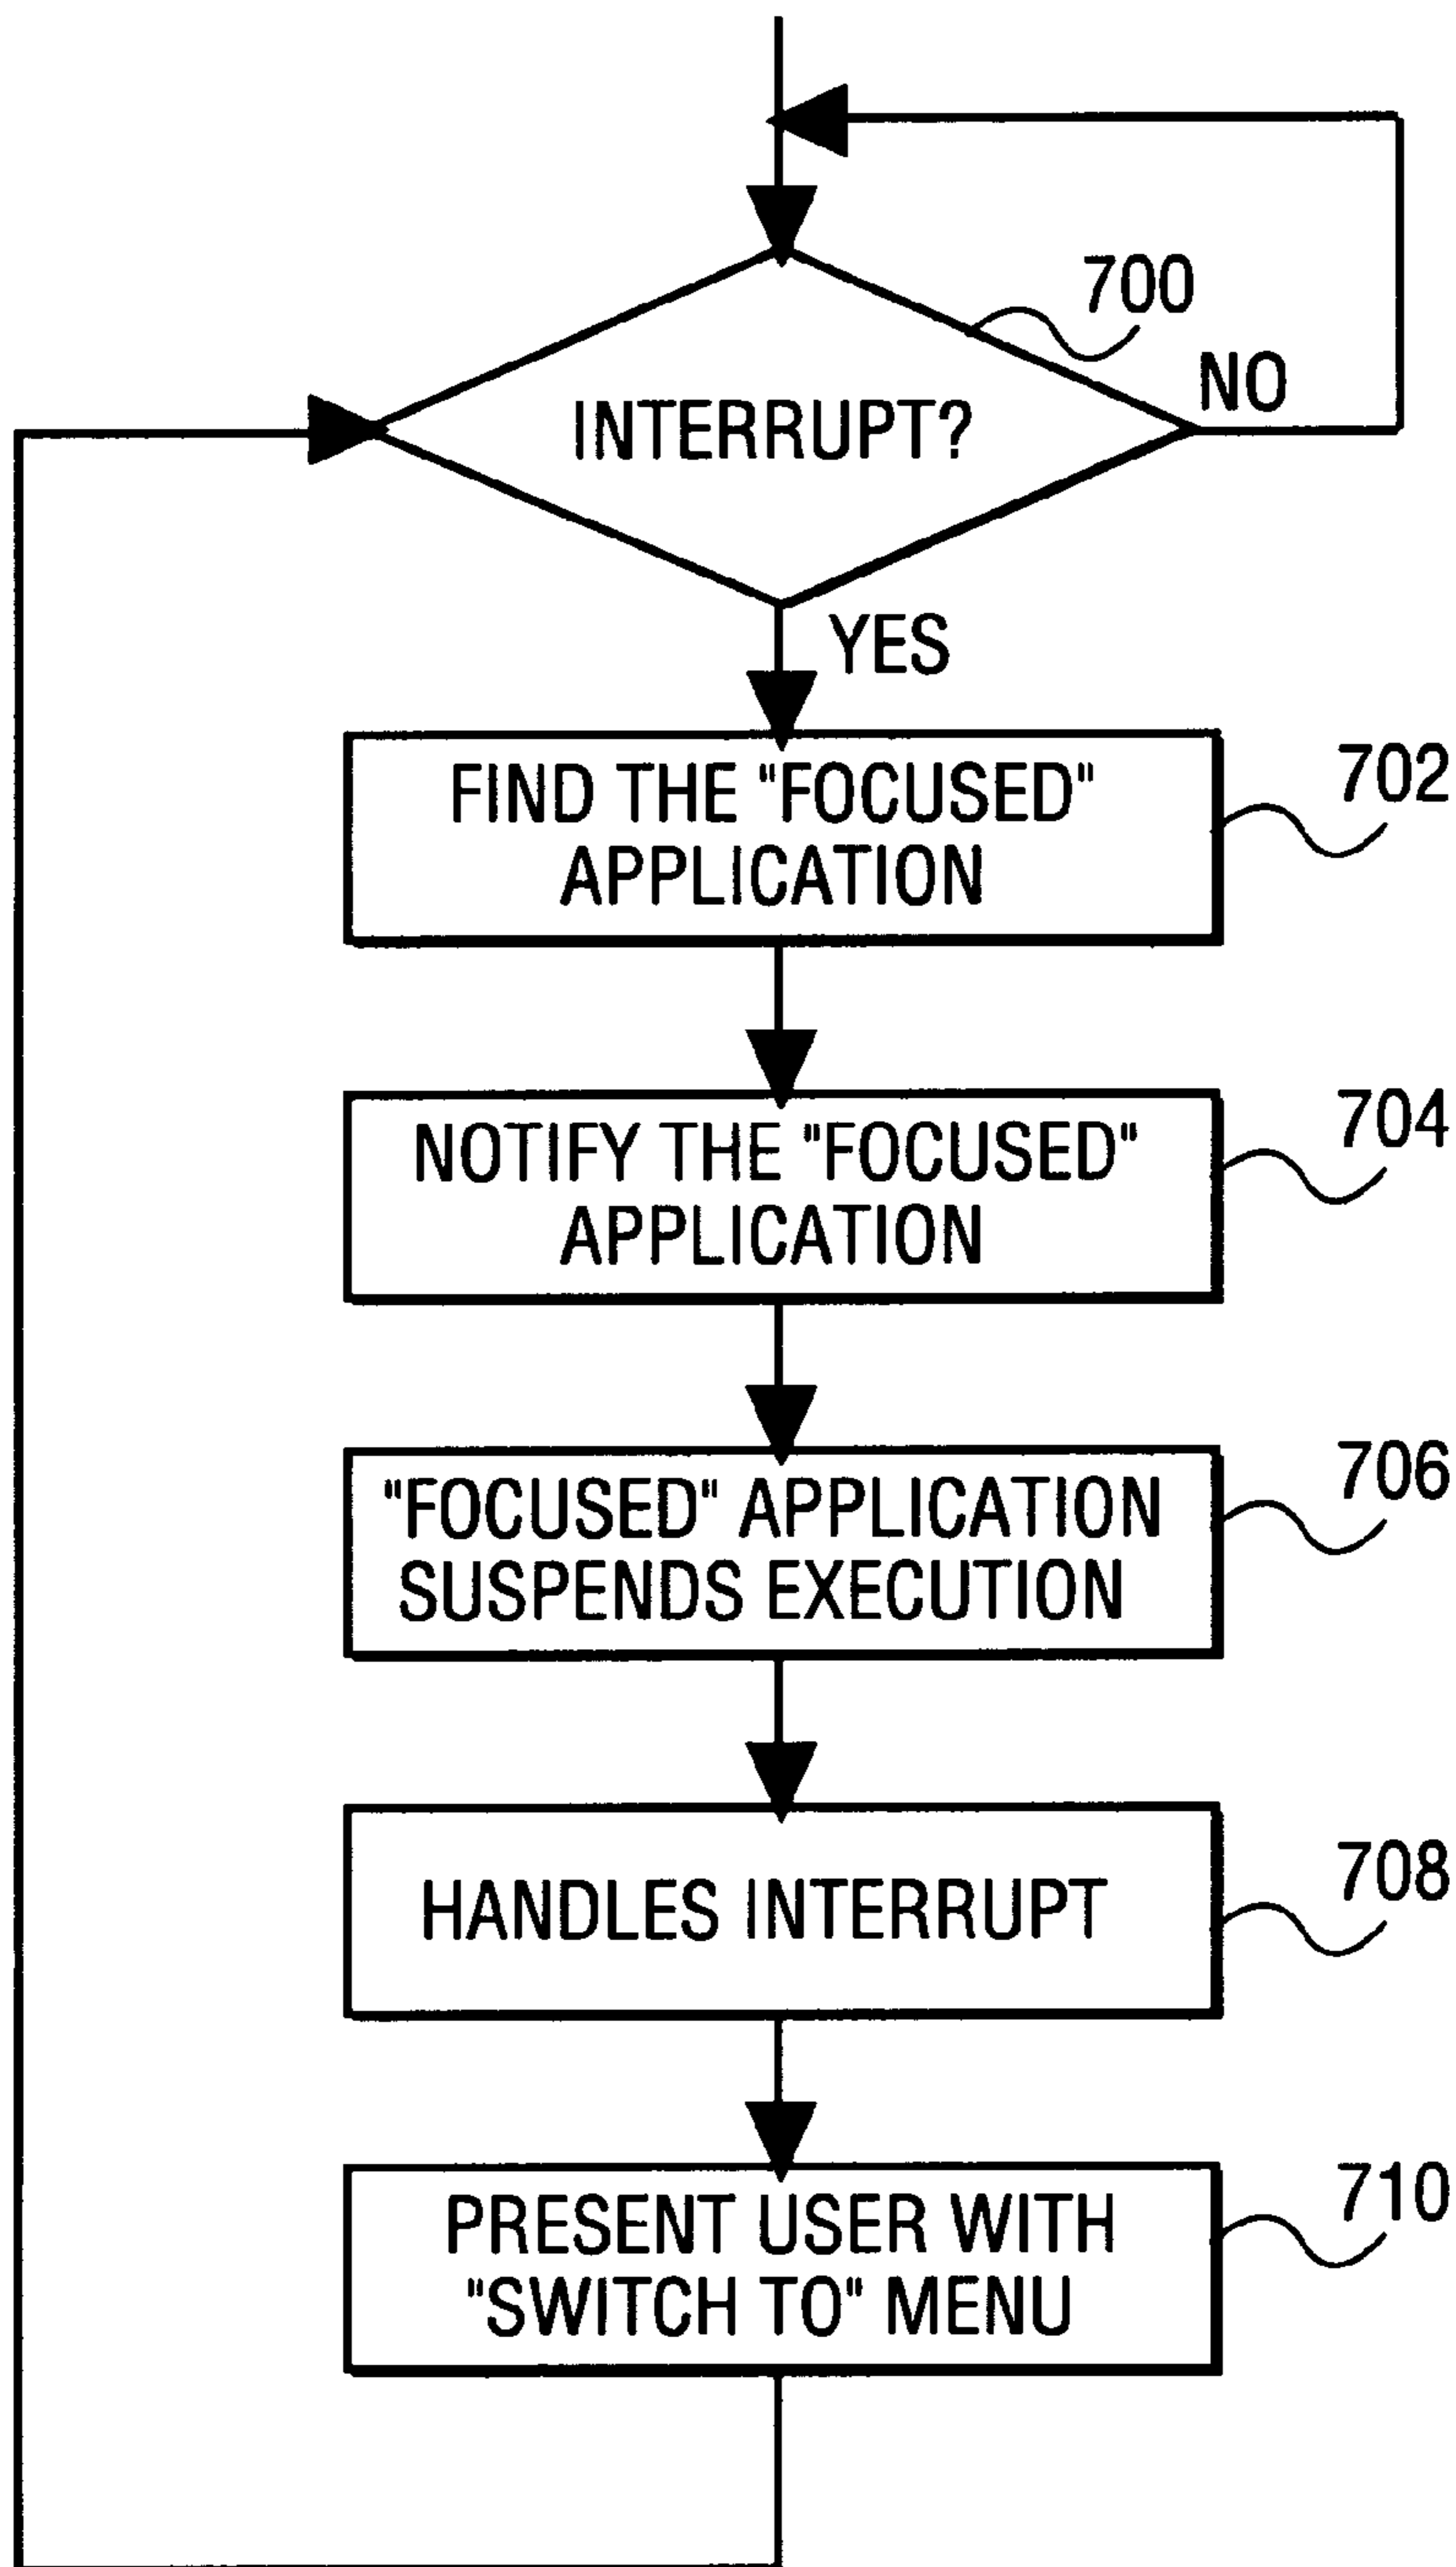 700
INTERRUPT?
NO
YES
FIND THE "FOCUSED"
APPLICATION
702
NOTIFY THE "FOCUSED"
APPLICATION
704
"FOCUSED" APPLICATION
SUSPENDS EXECUTION
706
HANDLES INTERRUPT
708
PRESENT USER WITH
"SWITCH TO" MENU
710